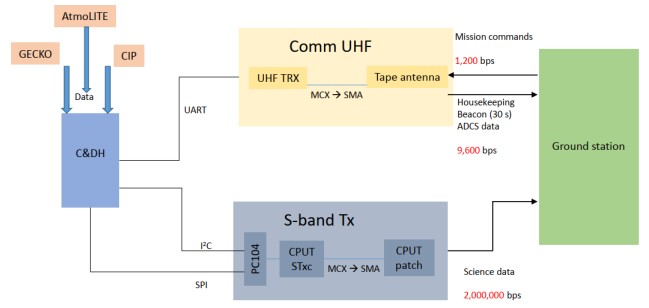 AtmoLITE
GECKO
CIP
Data
C&DH
UART
I²C
SPI
Comm UHF
UHF TRX
Tape antenna
MCX → SMA
Mission commands
1,200 bps
Housekeeping
Beacon (30 s)
ADCS data
9,600 bps
Ground station
S-band Tx
PC104
CPUT
STxc
MCX → SMA
CPUT
patch
Science data
2,000,000 bps